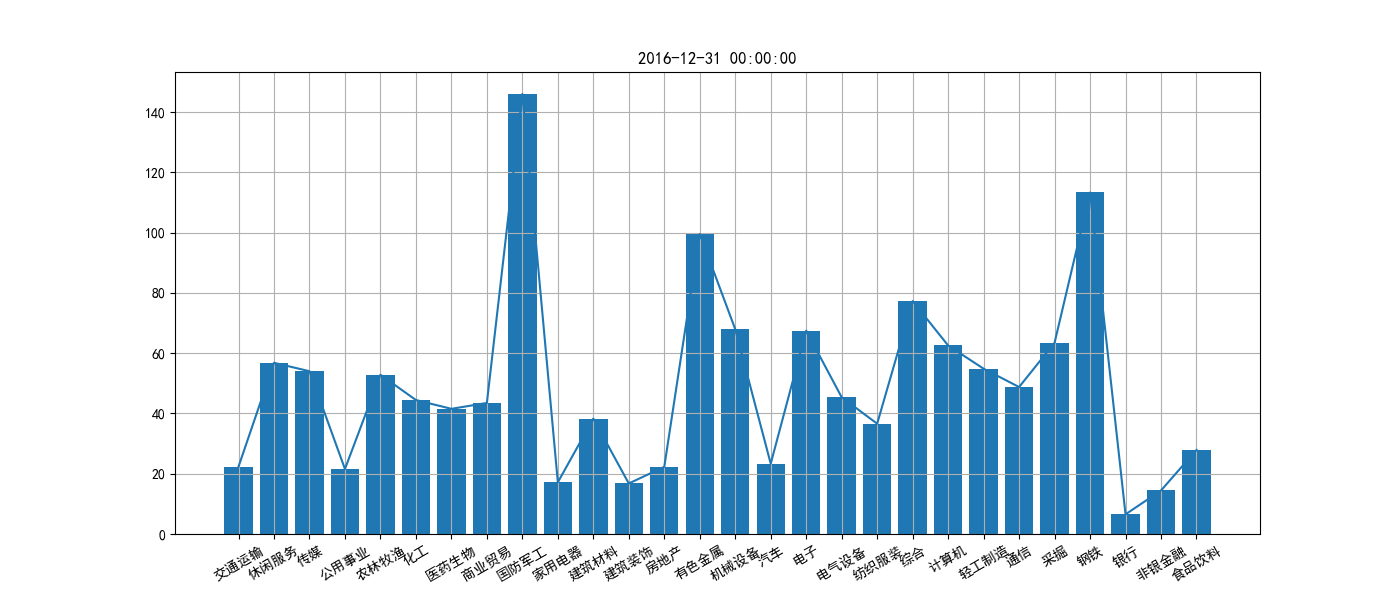 2016-12-31 00:00:00
140
120
100
80
60
40
20
0
交通运输
休闲服务
传媒
公用事业
农林牧渔
化工
医药生物
商业贸易
国防军工
家用电器
建筑材料
建筑装饰
房地产
有色金属
机械设备
汽车
电子
电气设备
纺织服装
综合
计算机
轻工制造
通信
采掘
钢铁
银行
非银金融
食品饮料